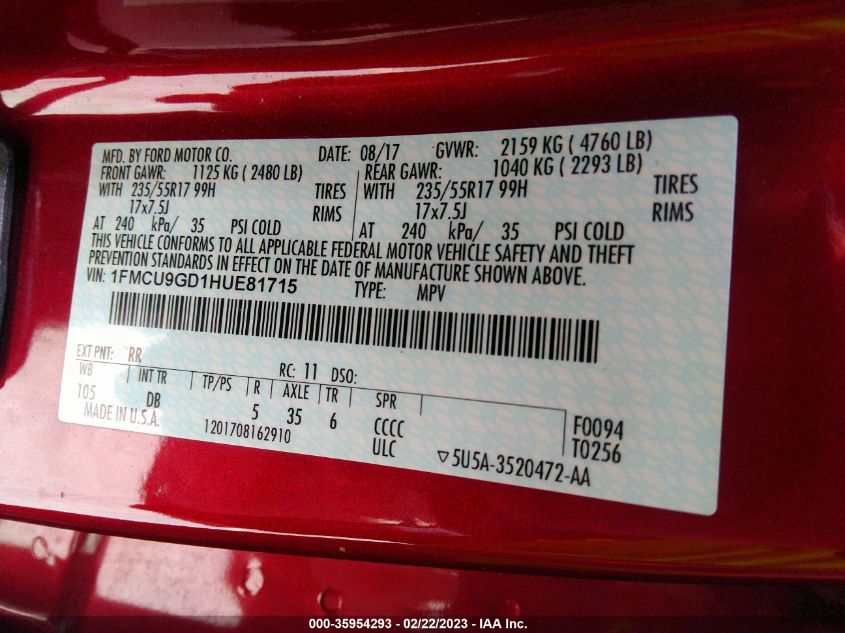 MFD. BY FORD MOTOR CO. DATE: 08/17 GVWR: 2159 KG ( 4760 LB)
FRONT GAWR: 1125 KG ( 2480 LB) REAR GAWR: 1040 KG ( 2293 LB)
WITH 235/55R17 99H TIRES WITH 235/55R17 99H TIRES
17x7.5J RIMS 17x7.5J RIMS
AT 240 kPa/ 35 PSI COLD AT 240 kPa/ 35 PSI COLD
THIS VEHICLE CONFORMS TO ALL APPLICABLE FEDERAL MOTOR VEHICLE SAFETY AND THEFT
PREVENTION STANDARDS IN EFFECT ON THE DATE OF MANUFACTURE SHOWN ABOVE.
VIN: 1FMCU9GD1HUE81715 TYPE: MPV
EXT PNT: RR RC: 11 DSO:
WB INT TR TP/PS R AXLE TR SPR
105 DB 5 35 6 CCCC F0094
MADE IN U.S.A. 1201708162910 ULC T0256
▽5U5A-3520472-AA
000-35954293 - 02/22/2023 - IAA Inc.